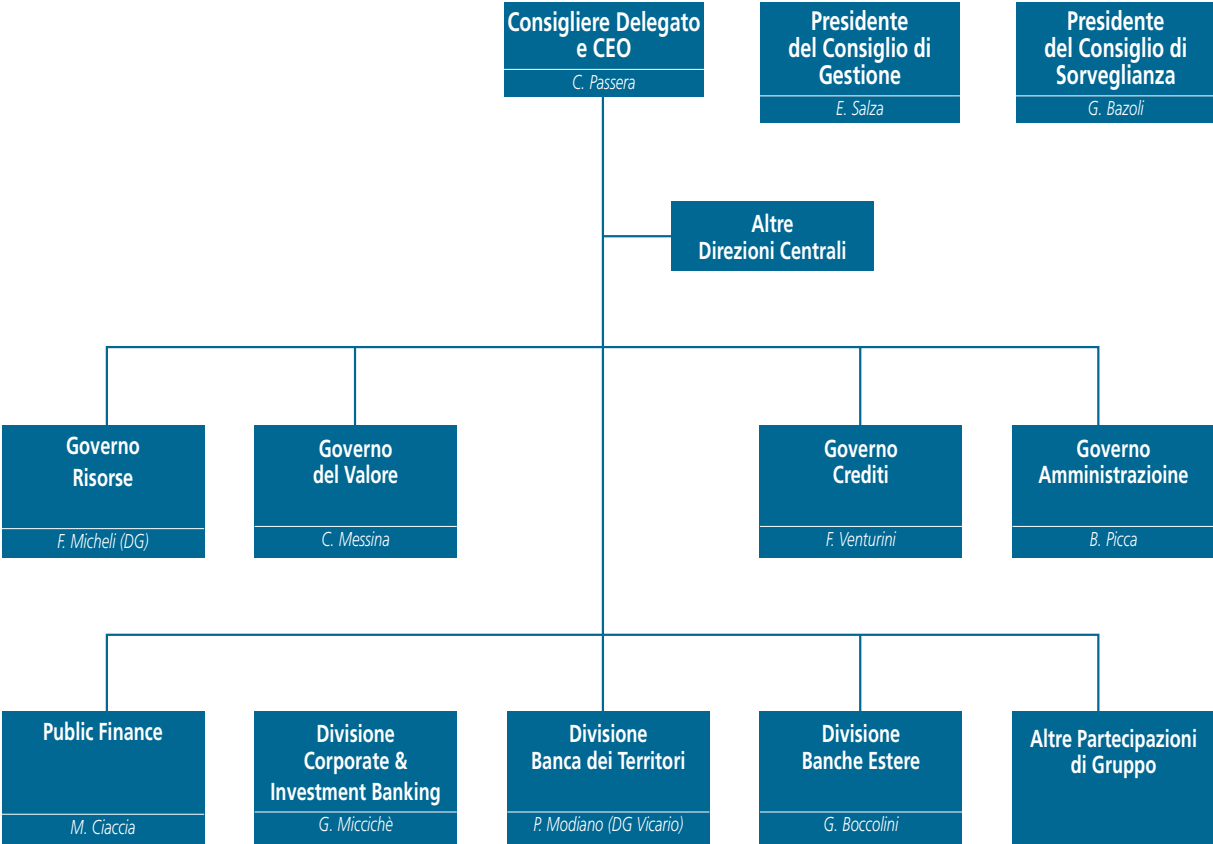 Consigliere Delegato
e CEO
C. Passera
Presidente
del Consiglio di
Gestione
E. Salza
Presidente
del Consiglio di
Sorveglianza
G. Bazoli
Altre
Direzioni Centrali
Governo
Risorse
F. Micheli (DG)
Governo
del Valore
C. Messina
Governo
Crediti
F. Venturini
Governo
Amministrazioine
B. Picca
Public Finance
M. Ciaccia
Divisione
Corporate &
Investment Banking
G. Miccichè
Divisione
Banca dei Territori
P. Modiano (DG Vicario)
Divisione
Banche Estere
G. Boccolini
Altre Partecipazioni
di Gruppo